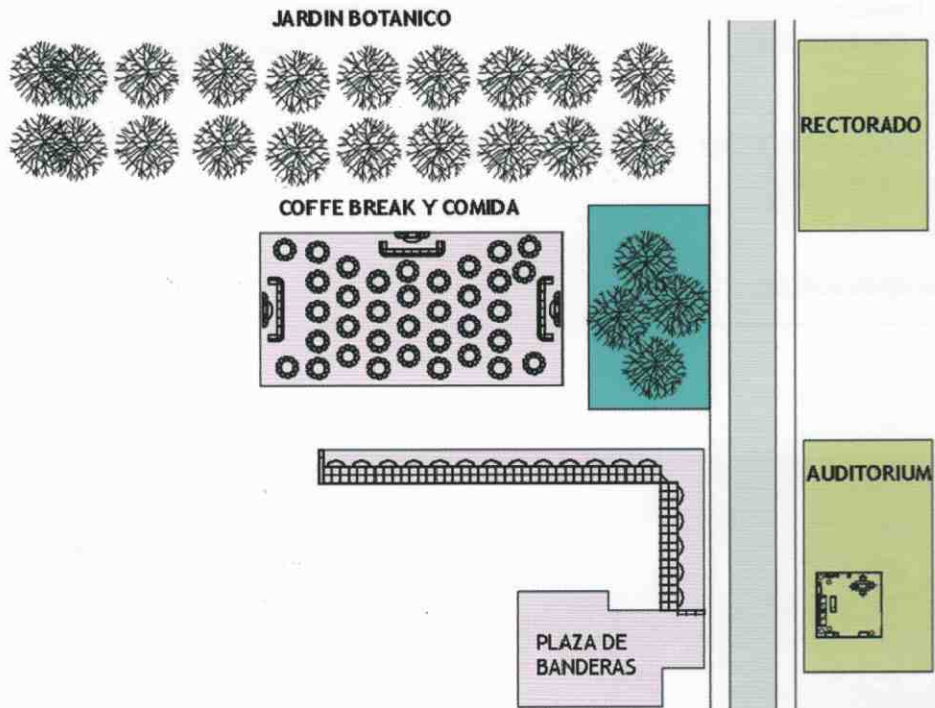 JARDIN BOTANICO
RECTORADO
COFFE BREAK Y COMIDA
AUDITORIUM
PLAZA DE
BANDERAS